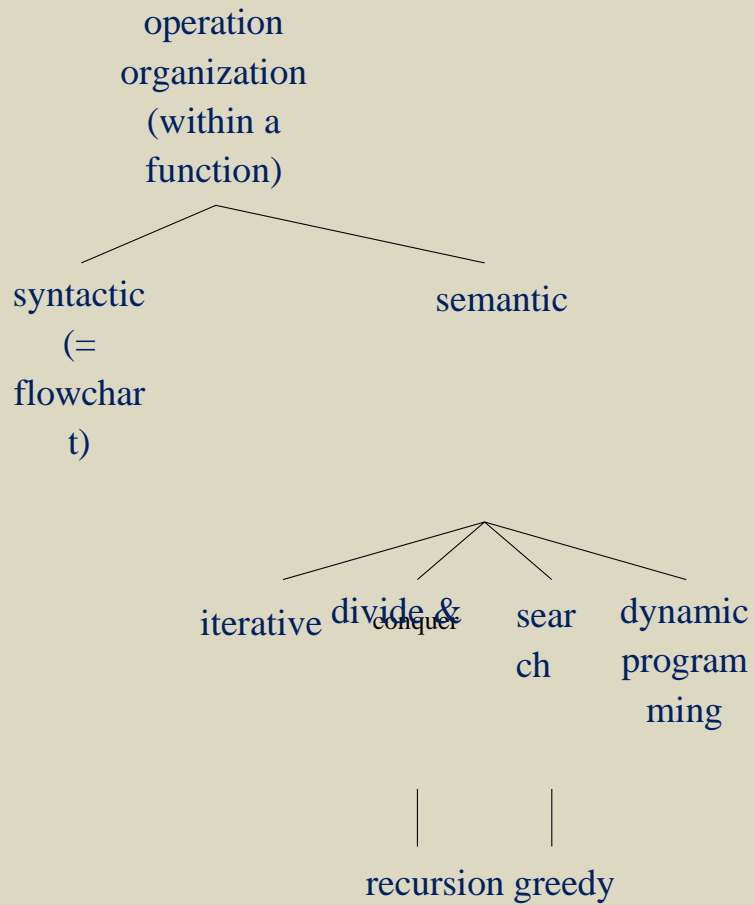 operation
organization
(within a
function)
syntactic
(=
flowchar
t)
semantic
iterative
divide &
conquer
sear
ch
dynamic
program
ming
recursion
greedy